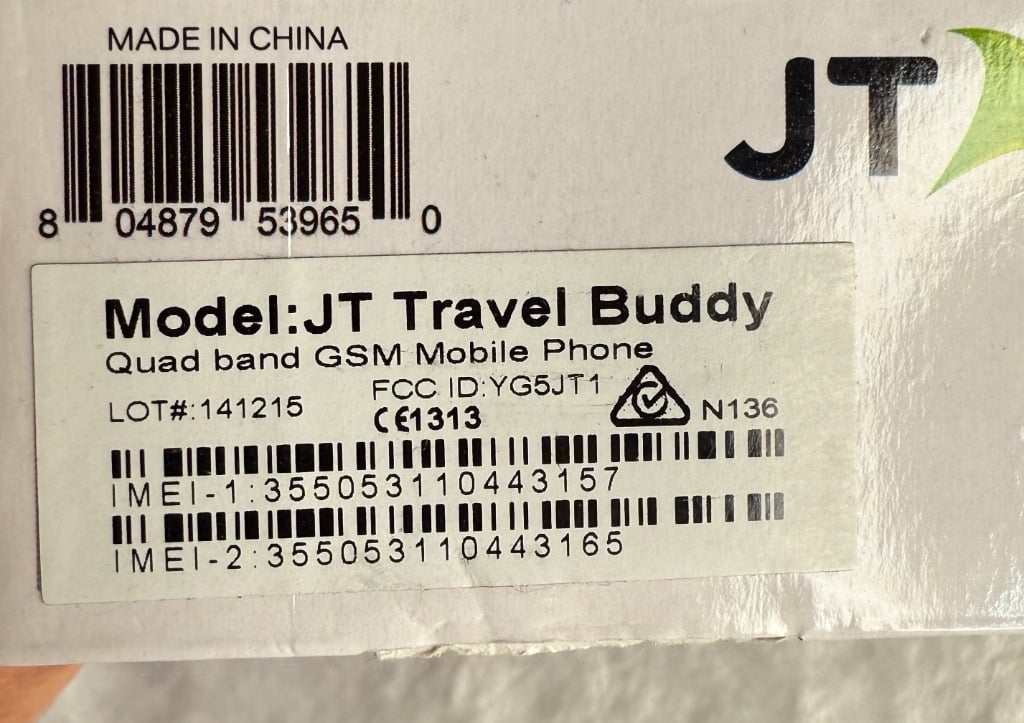 MADE IN CHINA
8 04879 53965 0
JT
Model:JT Travel Buddy
Quad band GSM Mobile Phone
FCC ID:YG5JT1
LOT#:141215
CE1313
N136
IMEI-1:355053110443157
IMEI-2:355053110443165